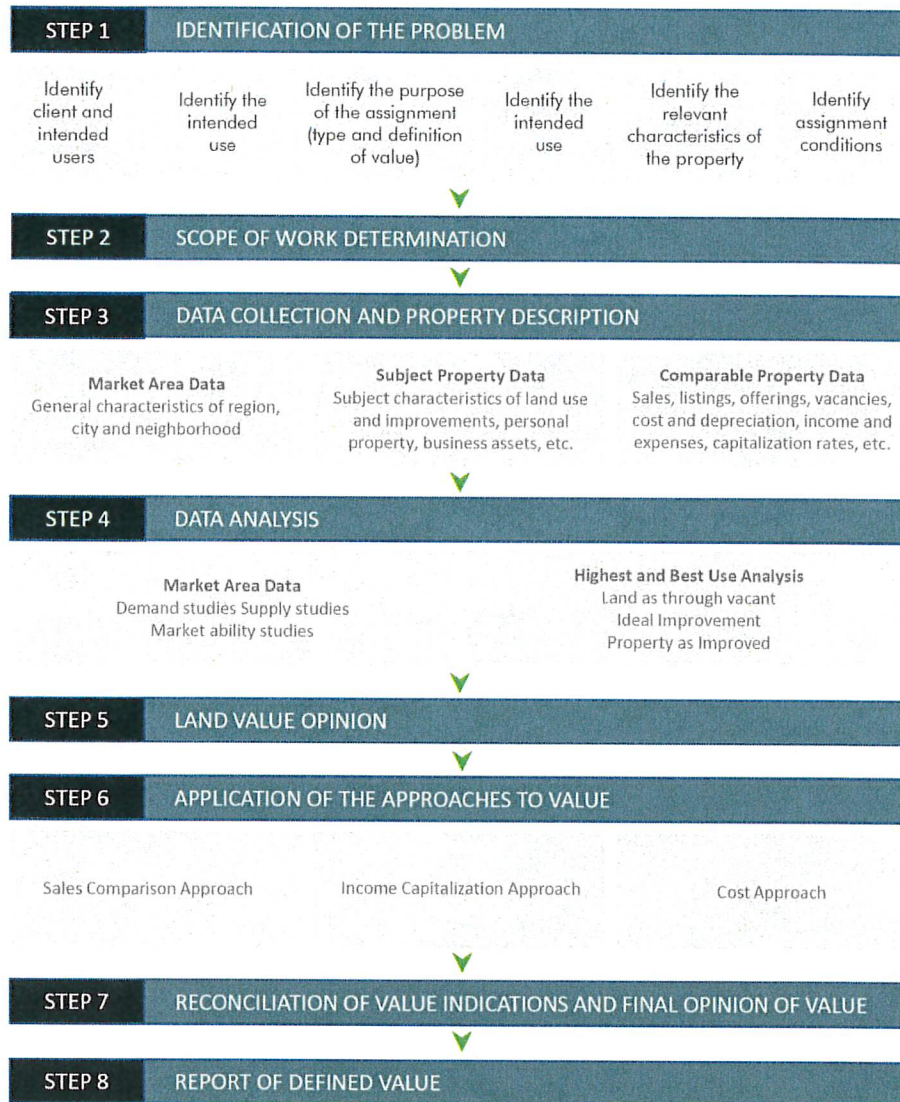 STEP 1 IDENTIFICATION OF THE PROBLEM
Identify
client and
intended
users
Identify the
intended
use
Identify the purpose
of the assignment
(type and definition
of value)
Identify the
intended
use
Identify the
relevant
characteristics of
the property
Identify
assignment
conditions
STEP 2 SCOPE OF WORK DETERMINATION
STEP 3 DATA COLLECTION AND PROPERTY DESCRIPTION
Market Area Data
General characteristics of region,
city and neighborhood
Subject Property Data
Subject characteristics of land use
and improvements, personal
property, business assets, etc.
Comparable Property Data
Sales, listings, offerings, vacancies,
cost and depreciation, income and
expenses, capitalization rates, etc.
STEP 4 DATA ANALYSIS
Market Area Data
Demand studies Supply studies
Market ability studies
Highest and Best Use Analysis
Land as through vacant
Ideal Improvement
Property as Improved
STEP 5 LAND VALUE OPINION
STEP 6 APPLICATION OF THE APPROACHES TO VALUE
Sales Comparison Approach
Income Capitalization Approach
Cost Approach
STEP 7 RECONCILIATION OF VALUE INDICATIONS AND FINAL OPINION OF VALUE
STEP 8 REPORT OF DEFINED VALUE